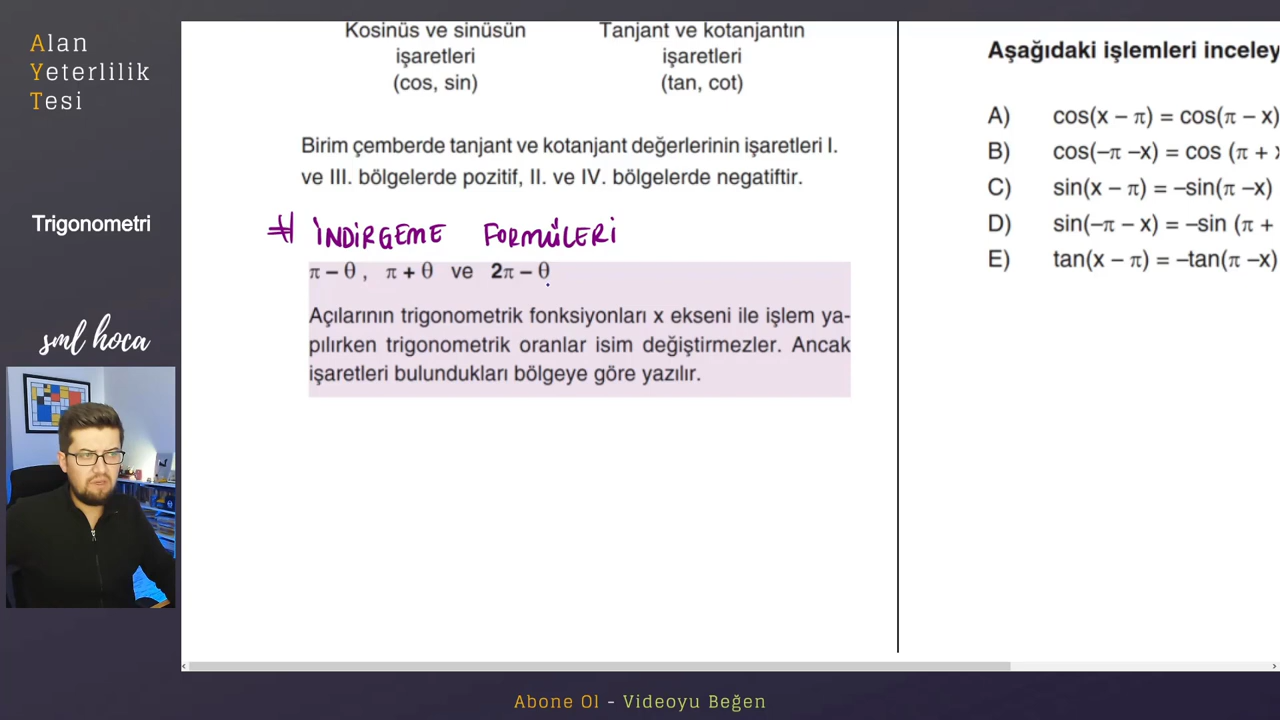 Alan
Yeterlilik
Tesi
Trigonometri
sml hoca
Kosinüs ve sinüsün
işaretleri
(cos, sin)
Tanjant ve kotanjantın
işaretleri
(tan, cot)
Birim çemberde tanjant ve kotanjant değerlerinin işaretleri I.
ve III. bölgelerde pozitif, II. ve IV. bölgelerde negatiftir.
İNDİRGEME FORMÜLERİ
π – θ , π + θ ve 2π – θ
Açılarının trigonometrik fonksiyonları x ekseni ile işlem ya-
pılırken trigonometrik oranlar isim değiştirmezler. Ancak
işaretleri bulundukları bölgeye göre yazılır.
Aşağıdaki işlemleri inceley
A) cos(x – π) = cos(π – x)
B) cos(–π –x) = cos (π + x
C) sin(x – π) = –sin(π –x)
D) sin(–π – x) = –sin (π +
E) tan(x – π) = –tan(π –x)
Abone Ol - Videoyu Beğen